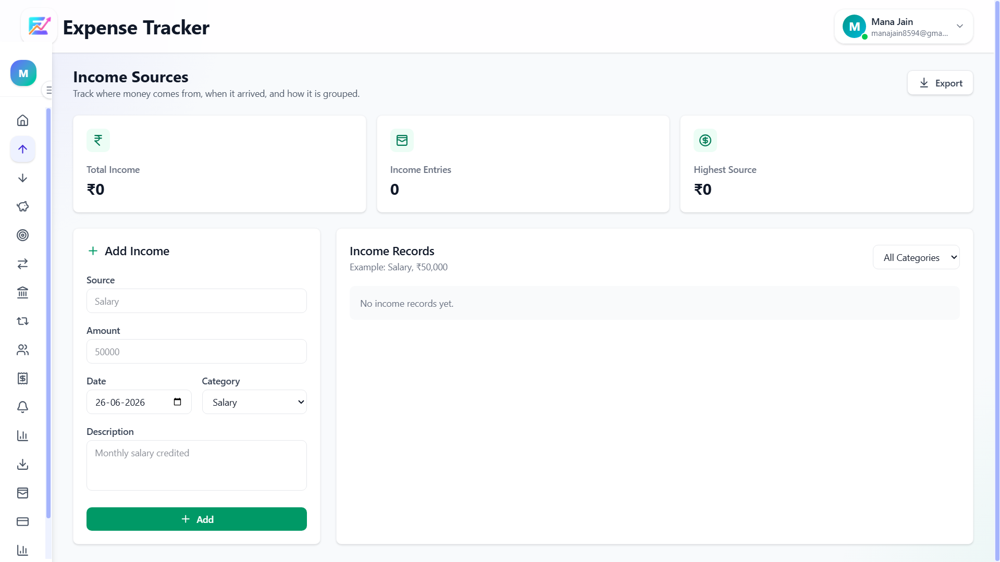 Expense Tracker
M
Mana Jain
manajain8594@gma...
M
Income Sources
Track where money comes from, when it arrived, and how it is grouped.
Export
Total Income
₹0
Income Entries
0
Highest Source
₹0
Add Income
Source
Salary
Amount
50000
Date
Category
26-06-2026
Salary
Description
Monthly salary credited
Add
Income Records
Example: Salary, ₹50,000
All Categories
No income records yet.